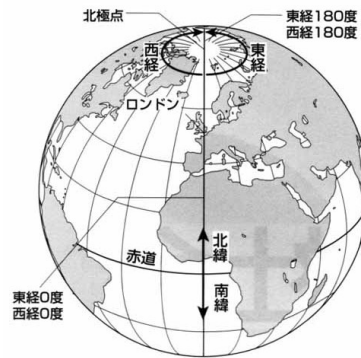 北極点
東経180度
西経180度
西経
東経
ロンドン
北緯
赤道
南緯
東経0度
西経0度